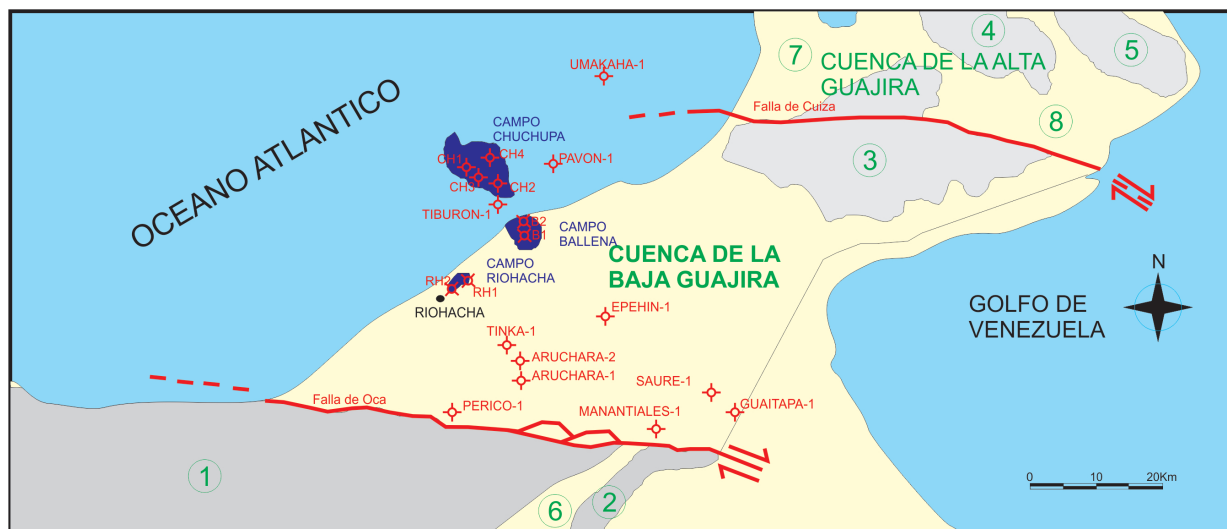 UMAKAHA-1
7
CUENCA DE LA ALTA
GUAJIRA
4
5
Falla de Cuiza
8
3
OCEANO ATLANTICO
CAMPO
CHUCHUPA
CH1
CH4
CH3
CH2
PAVON-1
TIBURON-1
B2
B1
CAMPO
BALLENA
CAMPO
RIOHACHA
RH2
RH1
RIOHACHA
CUENCA DE LA
BAJA GUAJIRA
N
GOLFO DE
VENEZUELA
EPEHIN-1
TINKA-1
ARUCHARA-2
ARUCHARA-1
SAURE-1
GUAITAPA-1
Falla de Oca
PERICO-1
MANANTIALES-1
1
6
2
0 10 20Km